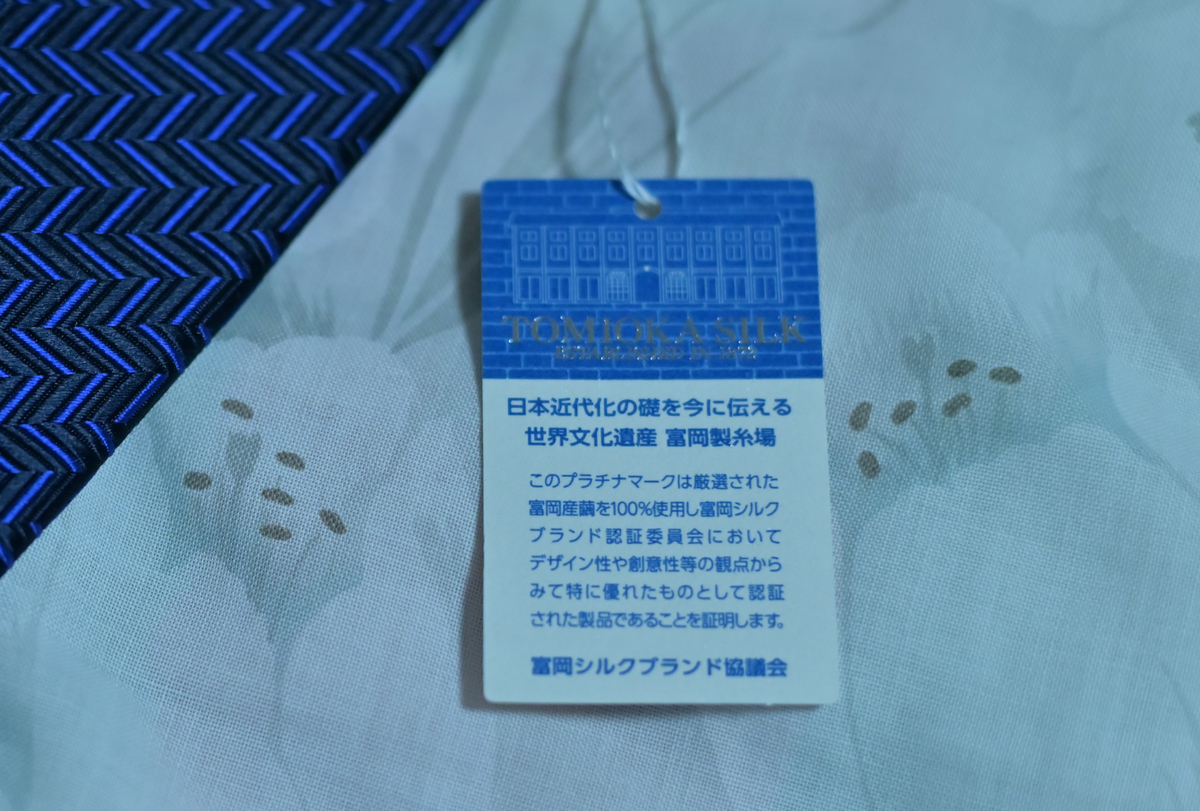 TOMIOKA SILK
ESTABLISHED IN 1872
日本近代化の礎を今に伝える
世界文化遺産 富岡製糸場
このプラチナマークは厳選された
富岡産繭を100%使用し富岡シルク
ブランド認証委員会において
デザイン性や創意性等の観点から
みて特に優れたものとして認証
された製品であることを証明します。
富岡シルクブランド協議会